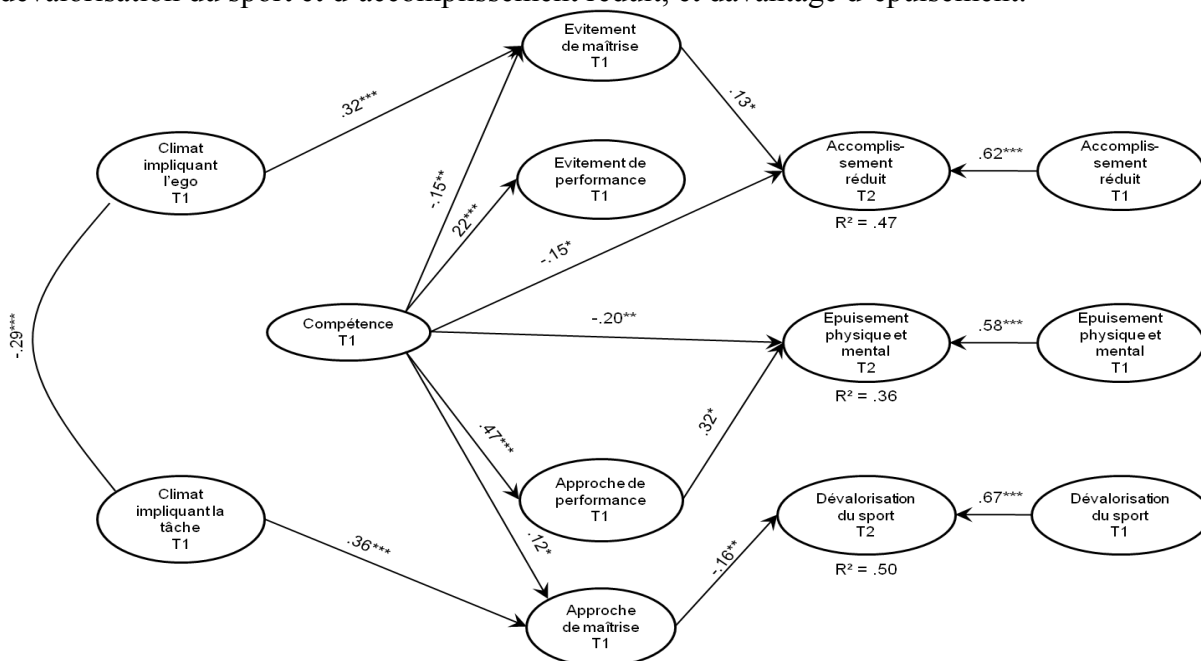 dévalorisation du sport et d'accomplissement réduit, et davantage d'épuisement.
Evitement
de maîtrise
T1
.32***
.13*
Climat
impliquant
l'ego
T1
-.15**
Evitement de
performance
T1
22***
Accomplis-
sement
réduit
T2
.62***
Accomplis-
sement
réduit
T1
R² = .47
-.15*
-.29***
Compétence
T1
-.20**
Epuisement
physique et
mental
T2
.58***
Epuisement
physique et
mental
T1
R² = .36
.47***
.32*
Climat
impliquant la
tâche
T1
Approche de
performance
T1
Dévalorisation
du sport
T2
.67***
Dévalorisation
du sport
T1
R² = .50
.36***
.12*
-.16**
Approche
de maîtrise
T1